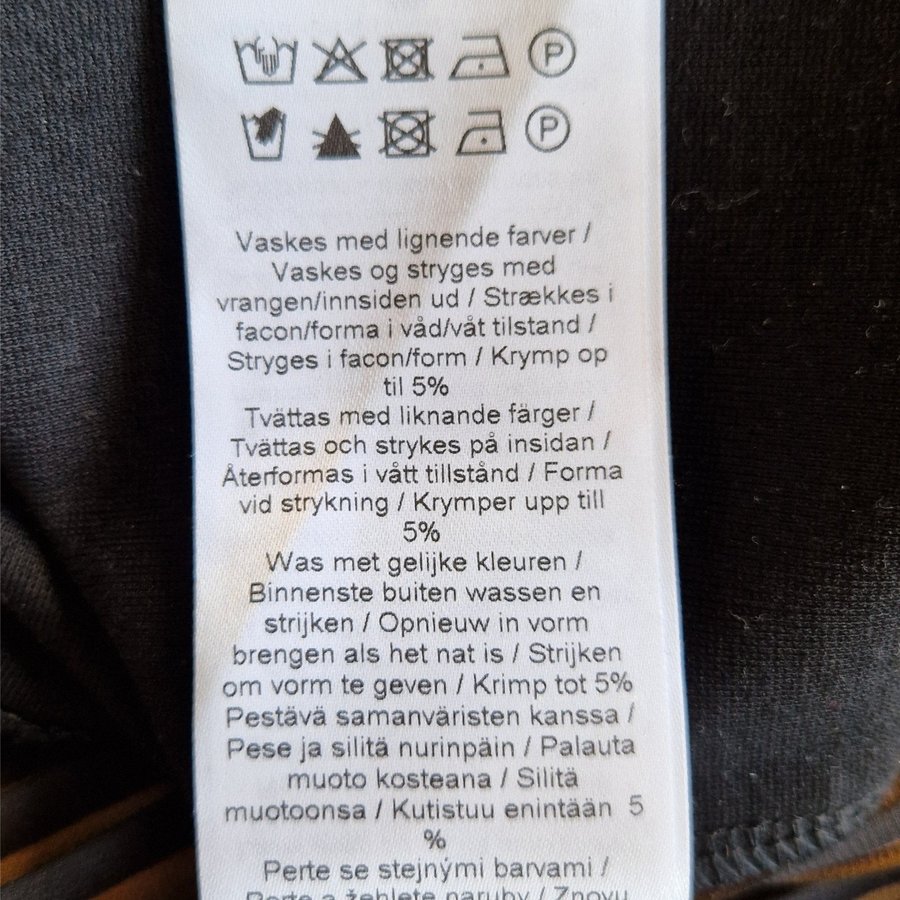 P
P
Vaskes med lignende farver /
Vaskes og stryges med
vrangen/innsiden ud / Strækkes i
facon/forma i våd/våt tilstand /
Stryges i facon/form / Krymp op
til 5%
Tvättas med liknande färger /
Tvättas och strykes på insidan /
Återformas i vått tillstånd / Forma
vid strykning / Krymper upp till
5%
Was met gelijke kleuren /
Binnenste buiten wassen en
strijken / Opnieuw in vorm
brengen als het nat is / Strijken
om vorm te geven / Krimp tot 5%
Pestävä samanväristen kanssa /
Pese ja silitä nurinpäin / Palauta
muoto kosteana / Silitä
muotoonsa / Kutistuu enintään 5
%
Perte se stejnými barvami /
Perte a žehlete naruby / Znovu